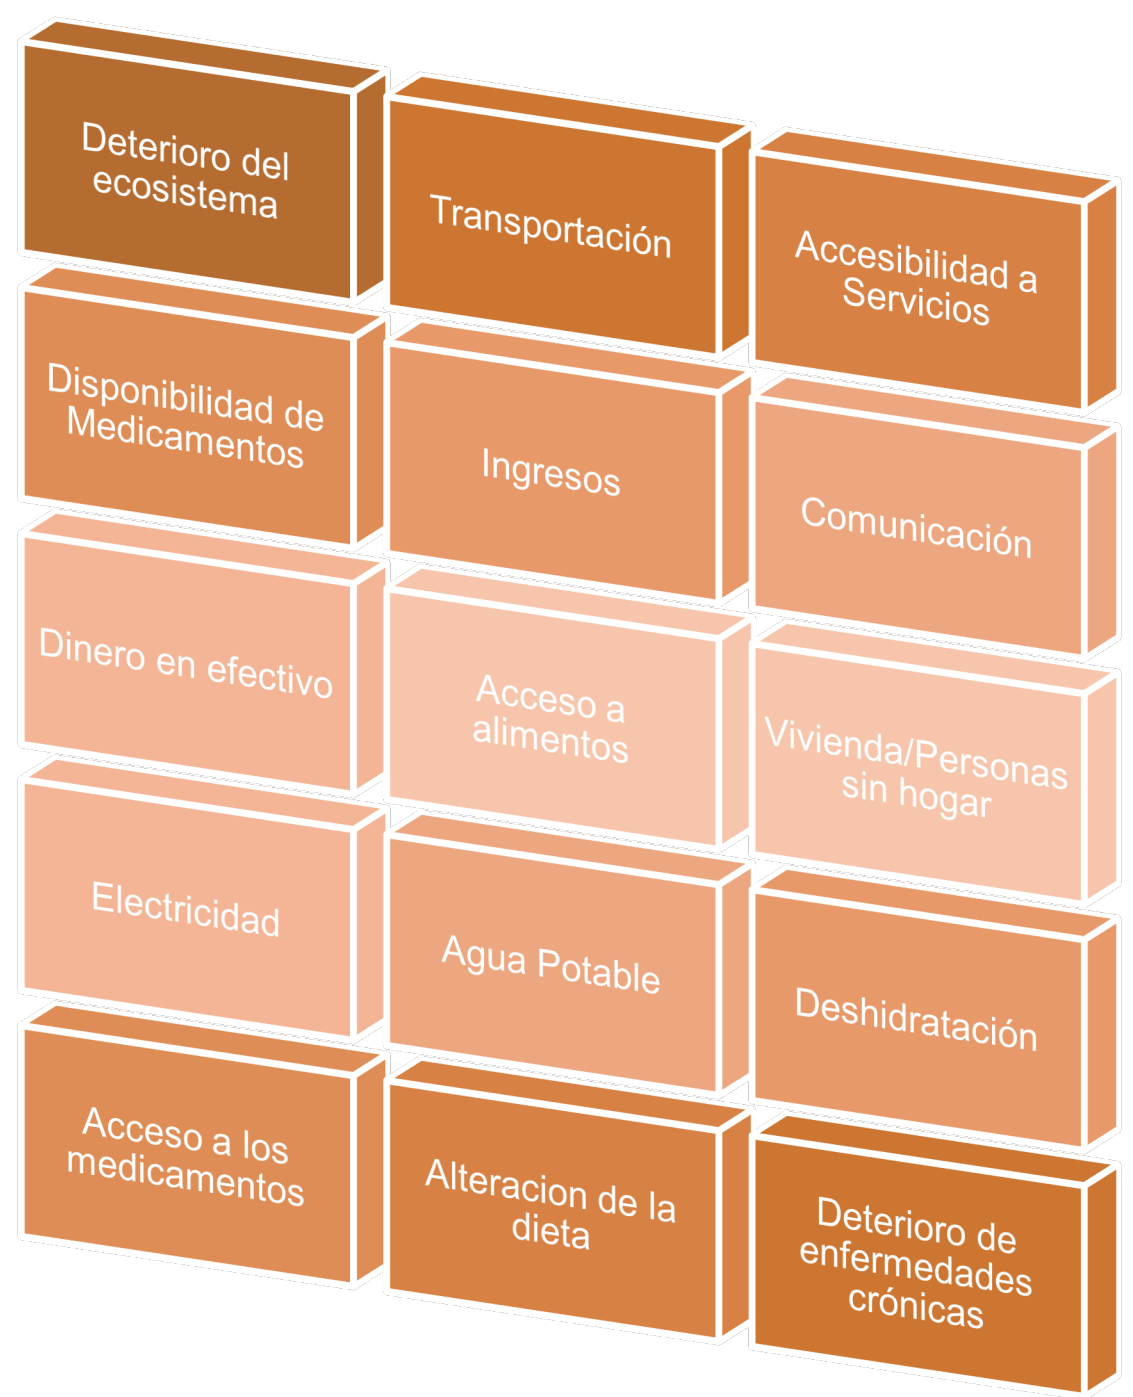 Deterioro del
ecosistema
Transportación
Accesibilidad a
Servicios
Disponibilidad de
Medicamentos
Ingresos
Comunicación
Dinero en efectivo
Acceso a
alimentos
Vivienda/Personas
sin hogar
Electricidad
Agua Potable
Deshidratación
Acceso a los
medicamentos
Alteracion de la
dieta
Deterioro de
enfermedades
crónicas